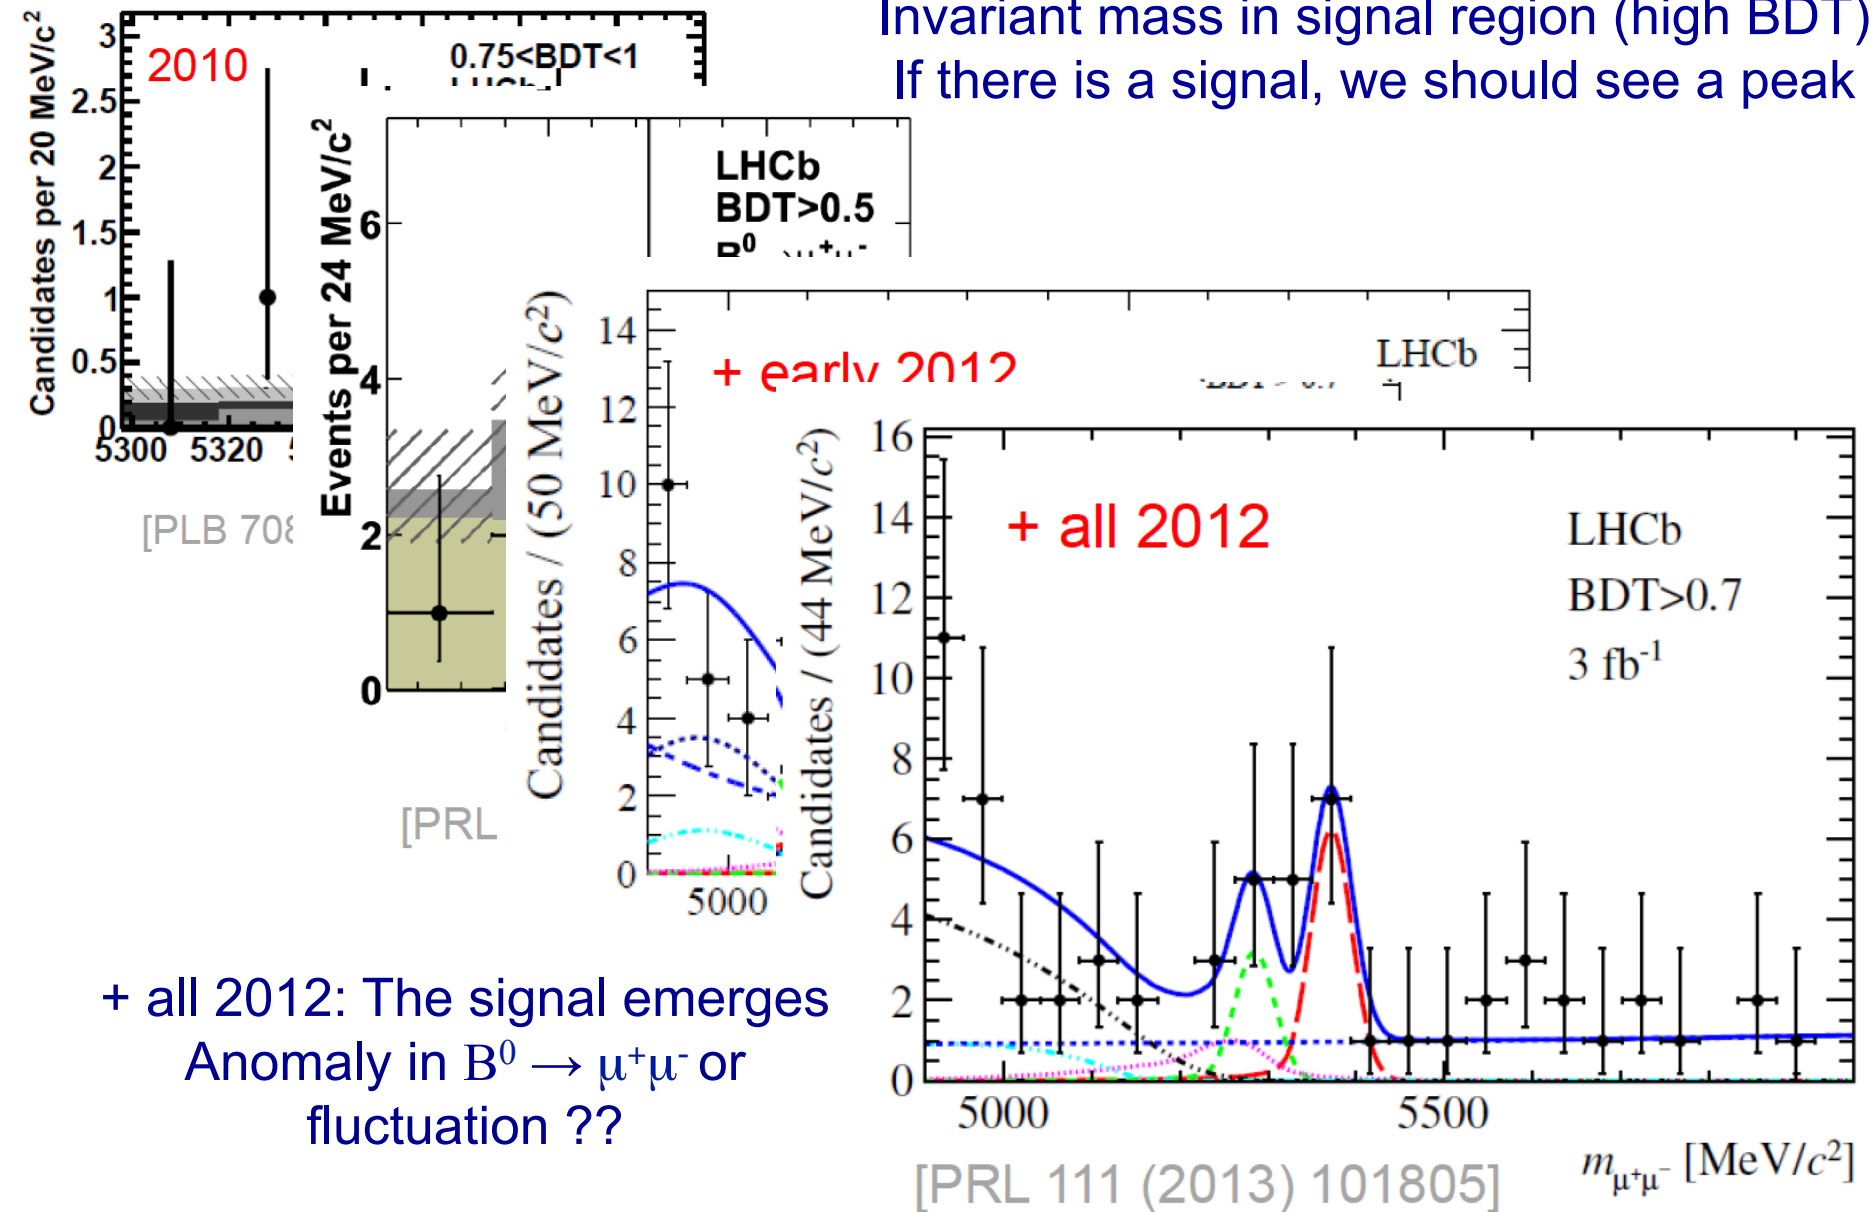 Invariant mass in signal region (high BDT)
If there is a signal, we should see a peak
Candidates per 20 MeV/c²
3
2.5
2
1.5
1
0.5
0
5300 5320
2010
0.75<BDT<1
[PLB 708
Events per 24 MeV/c²
6
4
2
0
LHCb
BDT>0.5
[PRL
Candidates / (50 MeV/c²)
14
12
10
8
6
4
2
0
5000
+ early 2012
LHCb
Candidates / (44 MeV/c²)
16
14
12
10
8
6
4
2
0
5000 5500
+ all 2012
LHCb
BDT>0.7
3 fb⁻¹
m_μ⁺μ⁻ [MeV/c²]
[PRL 111 (2013) 101805]
+ all 2012: The signal emerges
Anomaly in B⁰ → μ⁺μ⁻ or
fluctuation ??